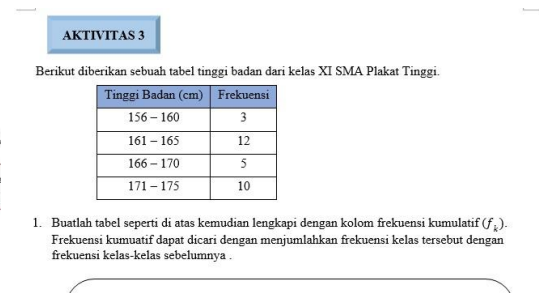 AKTIVITAS 3
Berikut diberikan sebuah tabel tinggi badan dari kelas XI SMA Plakat Tinggi.
Tinggi Badan (cm) Frekuensi
156 – 160 3
161 – 165 12
166 – 170 5
171 – 175 10
1. Buatlah tabel seperti di atas kemudian lengkapi dengan kolom frekuensi kumulatif (fₖ).
Frekuensi kumuatif dapat dicari dengan menjumlahkan frekuensi kelas tersebut dengan
frekuensi kelas-kelas sebelumnya .